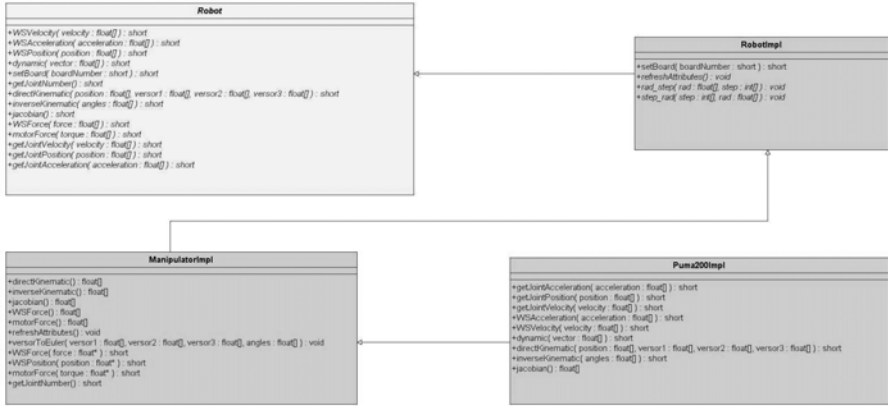 Robot
+WSVelocity( velocity : float[] ) : short
+WSAcceleration( acceleration : float[] ) : short
+WSPosition( position : float[] ) : short
+dynamic( vector : float[] ) : short
+setBoard( boardNumber : short ) : short
+getJointNumber() : short
+directKinematic( position : float[], versor1 : float[], versor2 : float[], versor3 : float[] ) : short
+inverseKinematic( angles : float[] ) : short
+jacobian() : short
+WSForce( force : float[] ) : short
+motorForce( torque : float[] ) : short
+getJointVelocity( velocity : float[] ) : short
+getJointPosition( position : float[] ) : short
+getJointAcceleration( acceleration : float[] ) : short
RobotImpl
+setBoard( boardNumber : short ) : short
+refreshAttributes() : void
+rad_step( rad : float[], step : int[] ) : void
+step_rad( step : int[], rad : float[] ) : void
ManipulatorImpl
+directKinematic() : float[]
+inverseKinematic() : float[]
+jacobian() : float[]
+WSForce() : float[]
+motorForce() : float[]
+refreshAttributes() : void
+versorToEuler( versor1 : float[], versor2 : float[], versor3 : float[], angles : float[] ) : void
+WSForce( force : float* ) : short
+WSPosition( position : float* ) : short
+motorForce( torque : float* ) : short
+getJointNumber() : short
Puma200Impl
+getJointAcceleration( acceleration : float[] ) : short
+getJointPosition( position : float[] ) : short
+getJointVelocity( velocity : float[] ) : short
+WSAcceleration( acceleration : float[] ) : short
+WSVelocity( velocity : float[] ) : short
+dynamic( vector : float[] ) : short
+directKinematic( position : float[], versor1 : float[], versor2 : float[], versor3 : float[] ) : short
+inverseKinematic( angles : float[] ) : short
+jacobian() : float[]